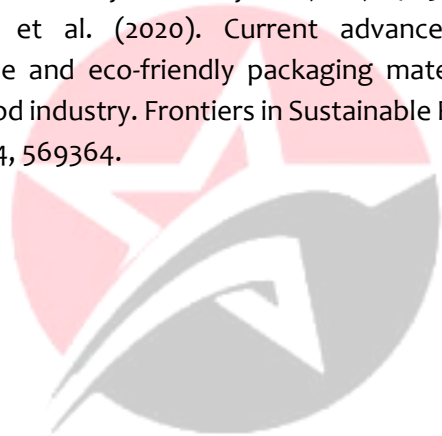 et al. (2020). Current advance
e and eco-friendly packaging mate
od industry. Frontiers in Sustainable
4, 569364.